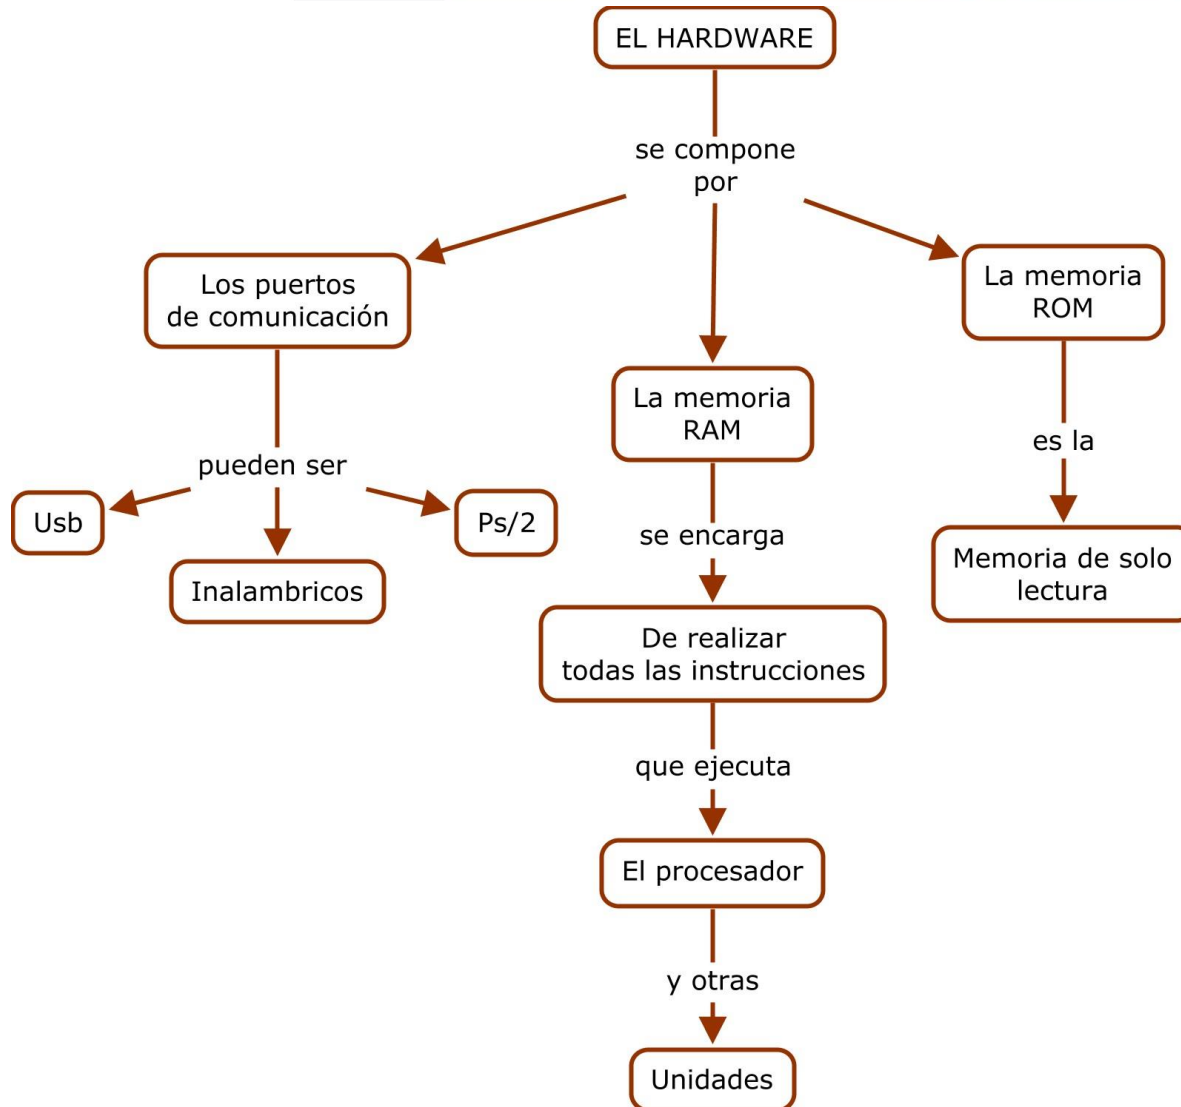 EL HARDWARE
se compone
por
Los puertos
de comunicación
La memoria
ROM
La memoria
RAM
es la
pueden ser
Usb
Ps/2
Inalambricos
se encarga
Memoria de solo
lectura
De realizar
todas las instrucciones
que ejecuta
El procesador
y otras
Unidades